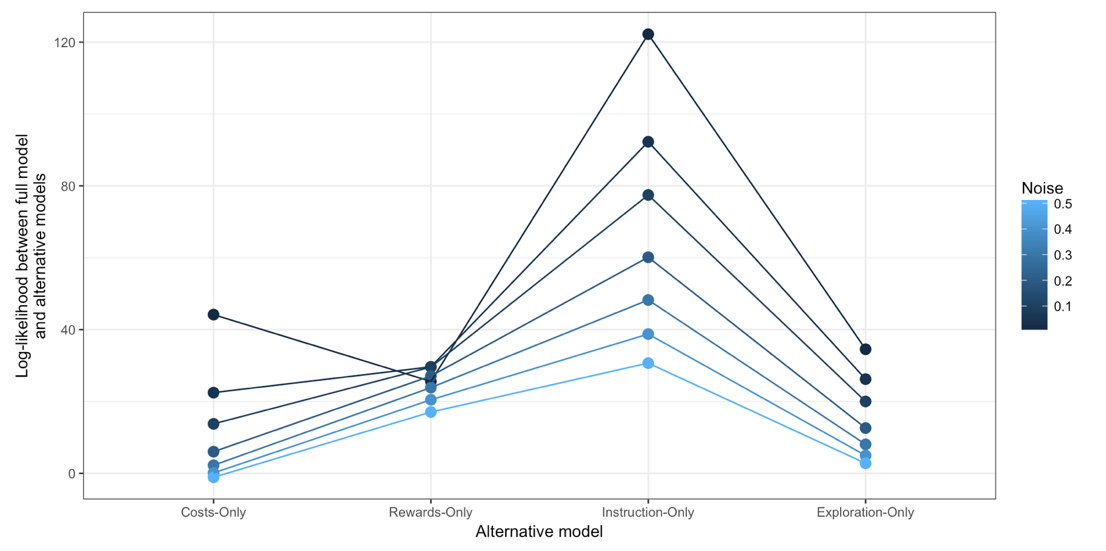 Log-likelihood between full model
and alternative models
120
80
40
0
Costs-Only
Rewards-Only
Instruction-Only
Exploration-Only
Alternative model
Noise
0.5
0.4
0.3
0.2
0.1